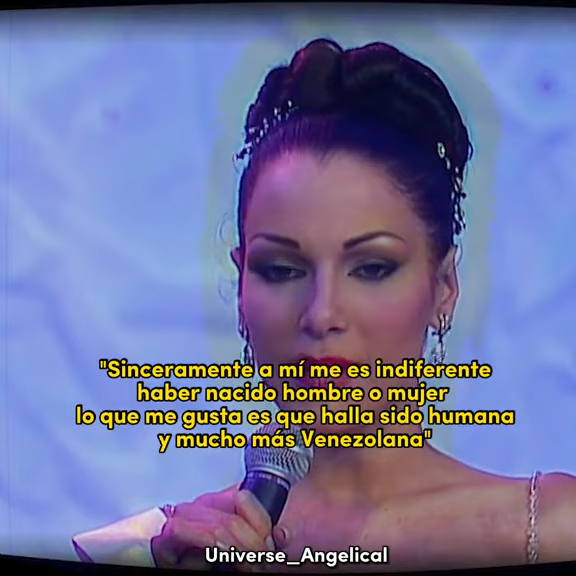 "Sinceramente a mí me es indiferente
haber nacido hombre o mujer
lo que me gusta es que halla sido humana
y mucho más Venezolana"
Universe_Angelical